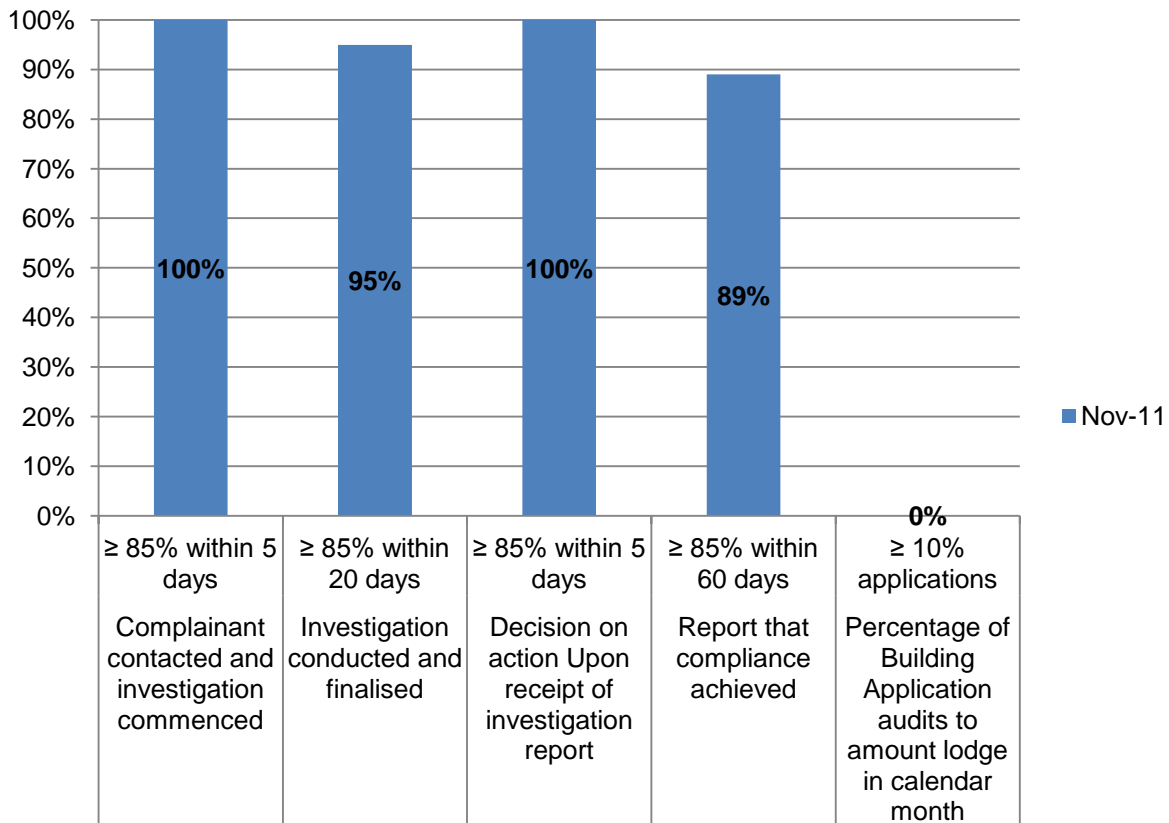 100%
90%
80%
70%
60%
50%
40%
30%
20%
10%
0%
100%
95%
100%
89%
0%
Nov-11
≥ 85% within 5
days
≥ 85% within
20 days
≥ 85% within 5
days
≥ 85% within
60 days
≥ 10%
applications
Complainant
contacted and
investigation
commenced
Investigation
conducted and
finalised
Decision on
action Upon
receipt of
investigation
report
Report that
compliance
achieved
Percentage of
Building
Application
audits to
amount lodge
in calendar
month